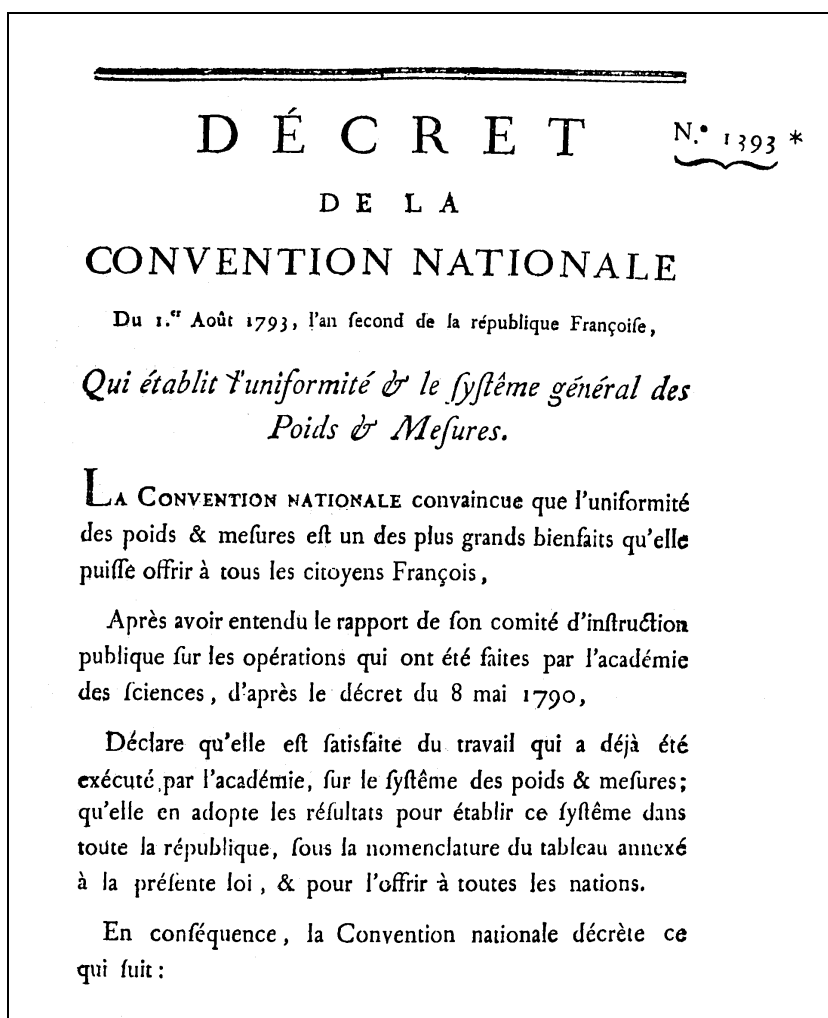 DÉCRET
N.º 1393 *
DE LA
CONVENTION NATIONALE
Du 1.er Août 1793, l'an ſecond de la république Françoiſe,
Qui établit l'uniformité & le ſyſtême général des
Poids & Meſures.
LA CONVENTION NATIONALE convaincue que l'uniformité
des poids & meſures eſt un des plus grands bienfaits qu'elle
puiſſe offrir à tous les citoyens François,
Après avoir entendu le rapport de ſon comité d'inſtruction
publique ſur les opérations qui ont été faites par l'académie
des ſciences, d'après le décret du 8 mai 1790,
Déclare qu'elle eſt ſatisfaite du travail qui a déjà été
exécuté par l'académie, ſur le ſyſtême des poids & meſures;
qu'elle en adopte les réſultats pour établir ce ſyſtême dans
toute la république, ſous la nomenclature du tableau annexé
à la préſente loi, & pour l'offrir à toutes les nations.
En conſéquence, la Convention nationale décrète ce
qui ſuit: